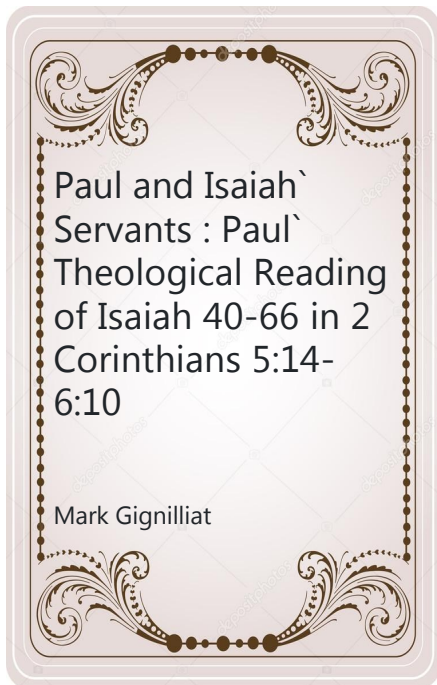 Paul and Isaiah`
Servants : Paul`
Theological Reading
of Isaiah 40-66 in 2
Corinthians 5:14-
6:10
Mark Gignilliat